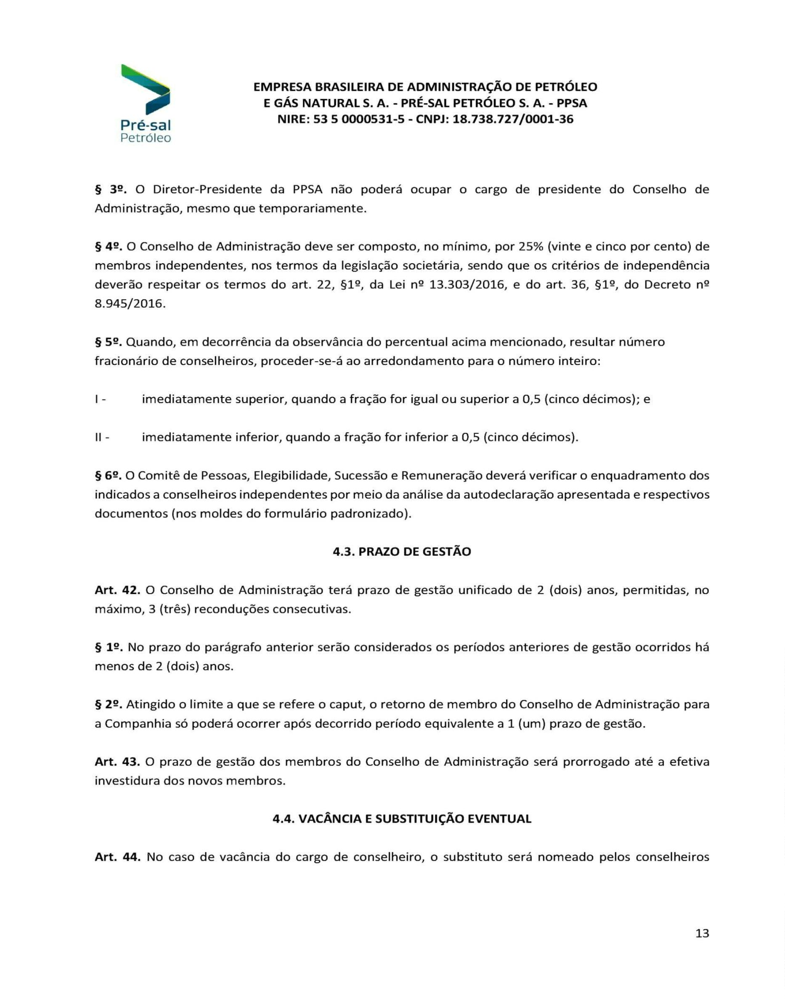 Pré-sal
Petróleo
EMPRESA BRASILEIRA DE ADMINISTRAÇÃO DE PETRÓLEO
E GÁS NATURAL S. A. - PRÉ-SAL PETRÓLEO S. A. - PPSA
NIRE: 53 5 0000531-5 - CNPJ: 18.738.727/0001-36
§ 3º. O Diretor-Presidente da PPSA não poderá ocupar o cargo de presidente do Conselho de
Administração, mesmo que temporariamente.
§ 4º. O Conselho de Administração deve ser composto, no mínimo, por 25% (vinte e cinco por cento) de
membros independentes, nos termos da legislação societária, sendo que os critérios de independência
deverão respeitar os termos do art. 22, §1º, da Lei nº 13.303/2016, e do art. 36, §1º, do Decreto nº
8.945/2016.
§ 5º. Quando, em decorrência da observância do percentual acima mencionado, resultar número
fracionário de conselheiros, proceder-se-á ao arredondamento para o número inteiro:
I - imediatamente superior, quando a fração for igual ou superior a 0,5 (cinco décimos); e
II - imediatamente inferior, quando a fração for inferior a 0,5 (cinco décimos).
§ 6º. O Comitê de Pessoas, Elegibilidade, Sucessão e Remuneração deverá verificar o enquadramento dos
indicados a conselheiros independentes por meio da análise da autodeclaração apresentada e respectivos
documentos (nos moldes do formulário padronizado).
4.3. PRAZO DE GESTÃO
Art. 42. O Conselho de Administração terá prazo de gestão unificado de 2 (dois) anos, permitidas, no
máximo, 3 (três) reconduções consecutivas.
§ 1º. No prazo do parágrafo anterior serão considerados os períodos anteriores de gestão ocorridos há
menos de 2 (dois) anos.
§ 2º. Atingido o limite a que se refere o caput, o retorno de membro do Conselho de Administração para
a Companhia só poderá ocorrer após decorrido período equivalente a 1 (um) prazo de gestão.
Art. 43. O prazo de gestão dos membros do Conselho de Administração será prorrogado até a efetiva
investidura dos novos membros.
4.4. VACÂNCIA E SUBSTITUIÇÃO EVENTUAL
Art. 44. No caso de vacância do cargo de conselheiro, o substituto será nomeado pelos conselheiros
13